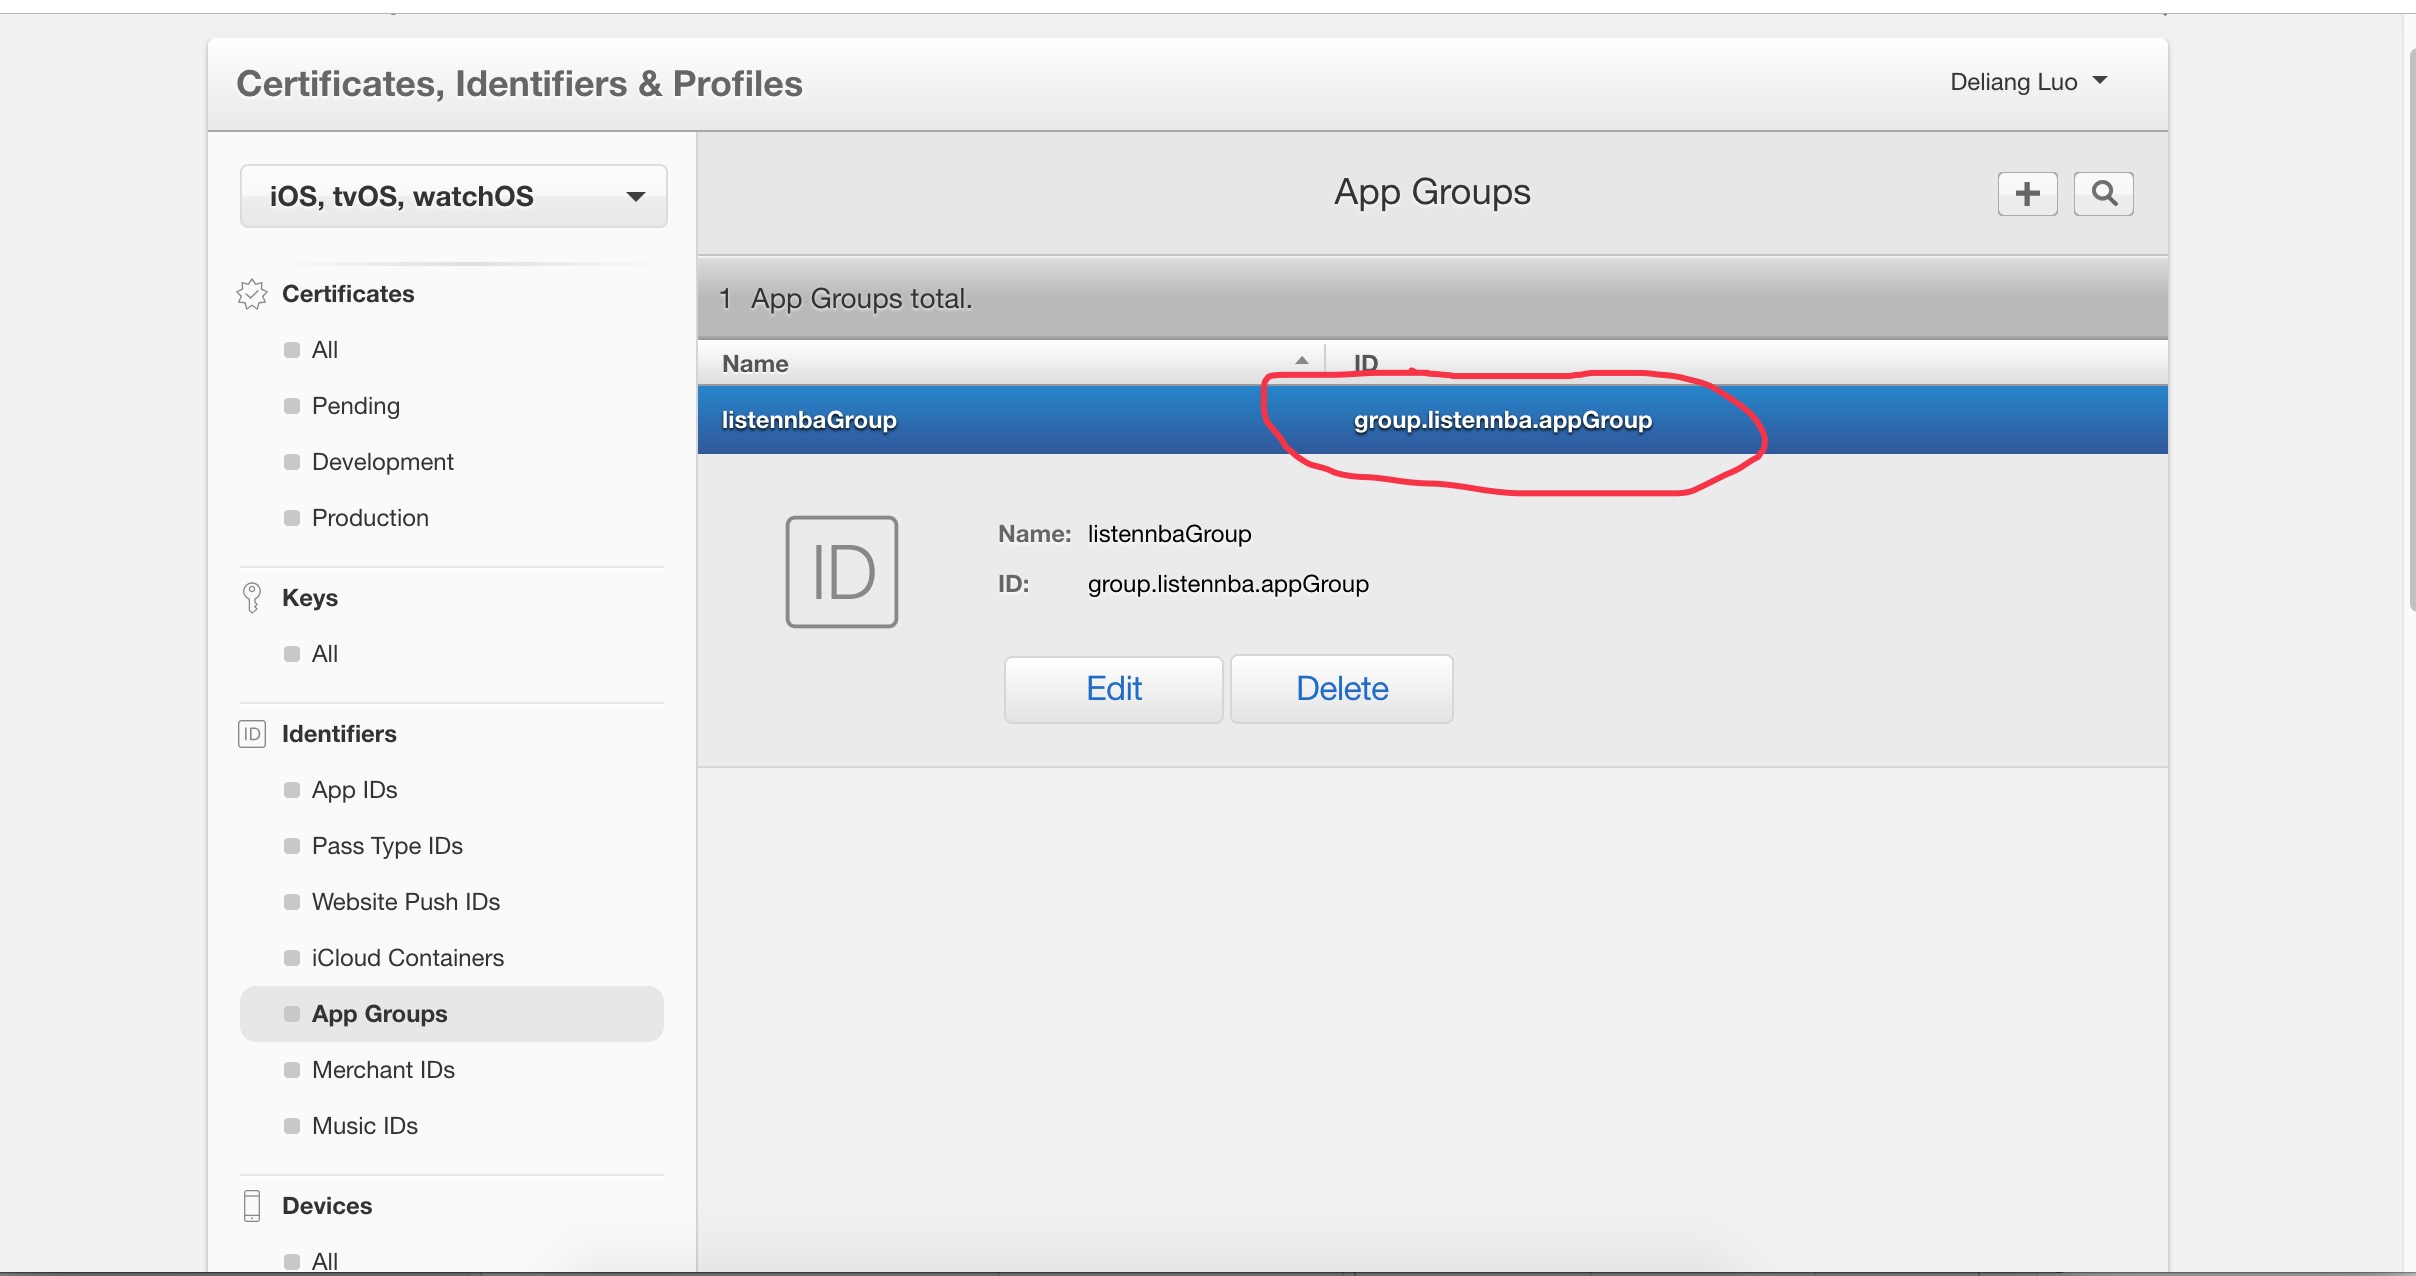 Certificates, Identifiers & Profiles
Deliang Luo
iOS, tvOS, watchOS
Certificates
All
Pending
Development
Production
Keys
All
Identifiers
App IDs
Pass Type IDs
Website Push IDs
iCloud Containers
App Groups
Merchant IDs
Music IDs
Devices
All
App Groups
1 App Groups total.
Name ID
listennbaGroup group.listennba.appGroup
ID
Name: listennbaGroup
ID: group.listennba.appGroup
Edit Delete